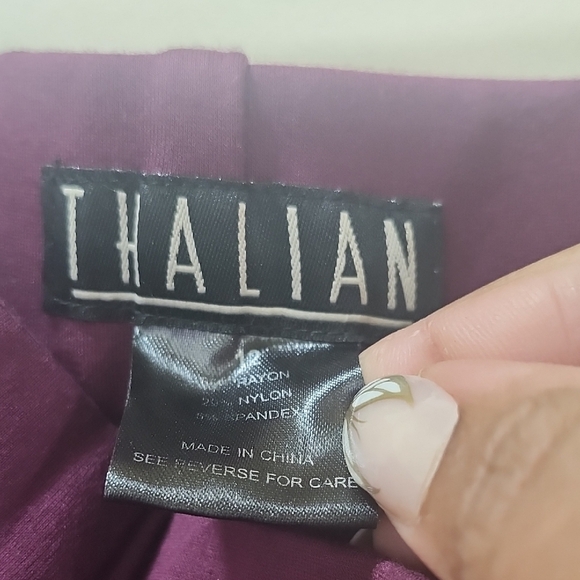 THALIAN
RAYON
NYLON
SPANDEX
MADE IN CHINA
SEE REVERSE FOR CARE